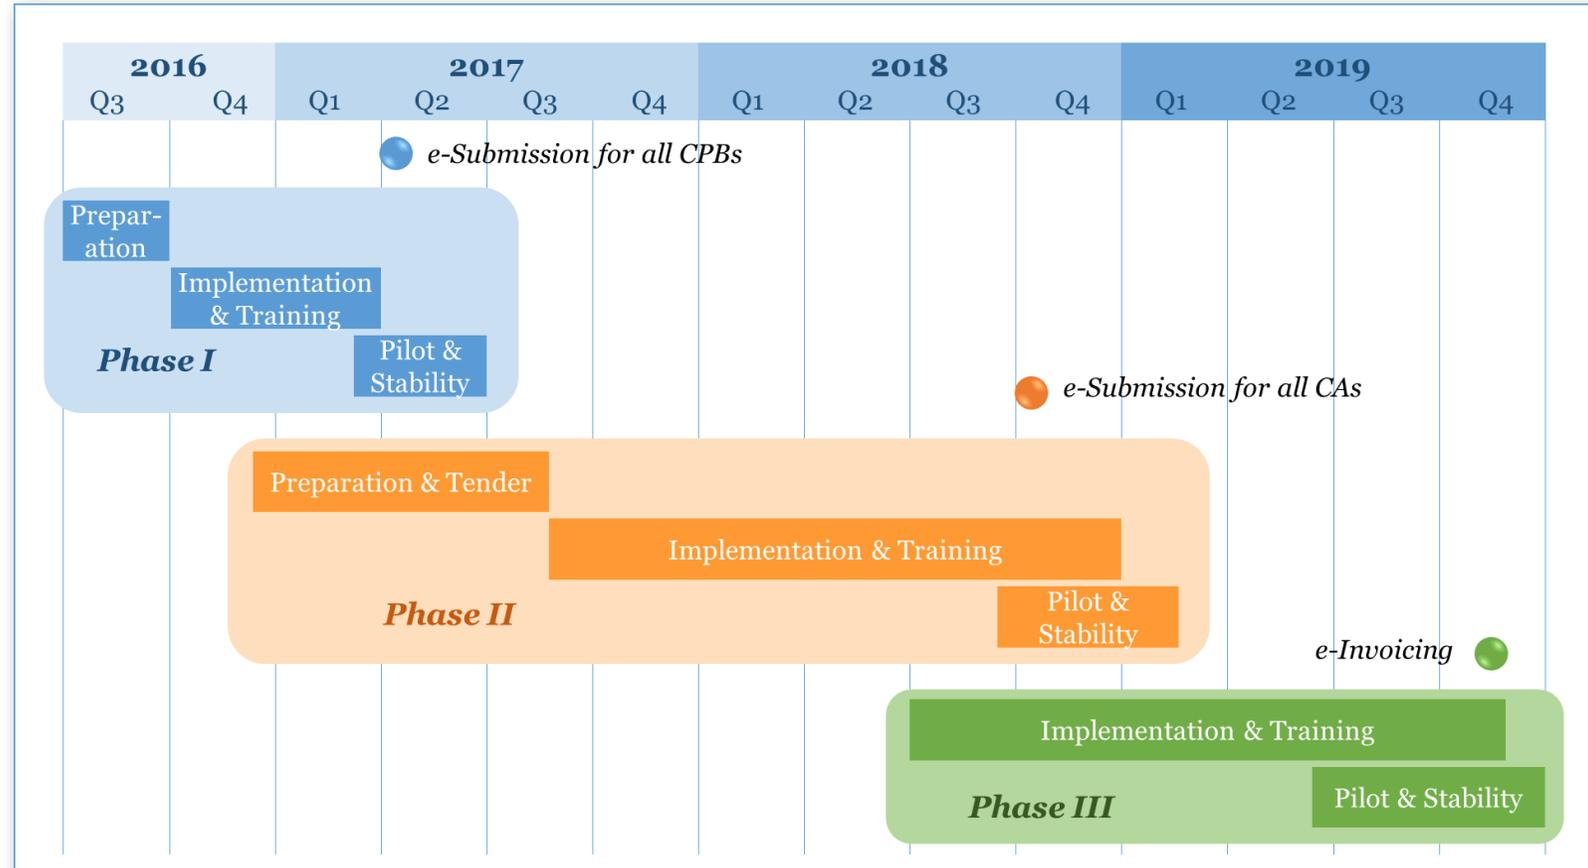 2016 2017 2018 2019
Q3 Q4 Q1 Q2 Q3 Q4 Q1 Q2 Q3 Q4 Q1 Q2 Q3 Q4
e-Submission for all CPBs
Prepar-
ation
Implementation
& Training
Phase I
Pilot &
Stability
e-Submission for all CAs
Preparation & Tender
Implementation & Training
Phase II
Pilot &
Stability
e-Invoicing
Implementation & Training
Phase III
Pilot & Stability